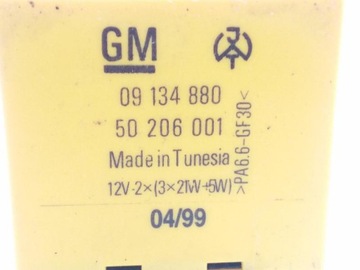 GM
09 134 880
50 206 001
Made in Tunesia
12V-2×(3×21W+5W)
04/99
>PA6.6-GF30<